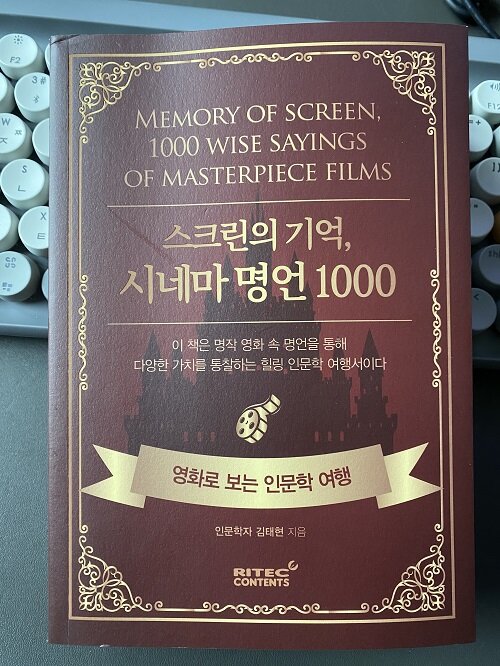 MEMORY OF SCREEN,
1000 WISE SAYINGS
OF MASTERPIECE FILMS
스크린의 기억,
시네마 명언 1000
이 책은 명작 영화 속 명언을 통해
다양한 가치를 통찰하는 힐링 인문학 여행서이다
영화로 보는 인문학 여행
인문학자 김태현 지음
RITEC
CONTENTS
F2
3 #
W
ㅈ
S
ㄴ
X
ㅌ